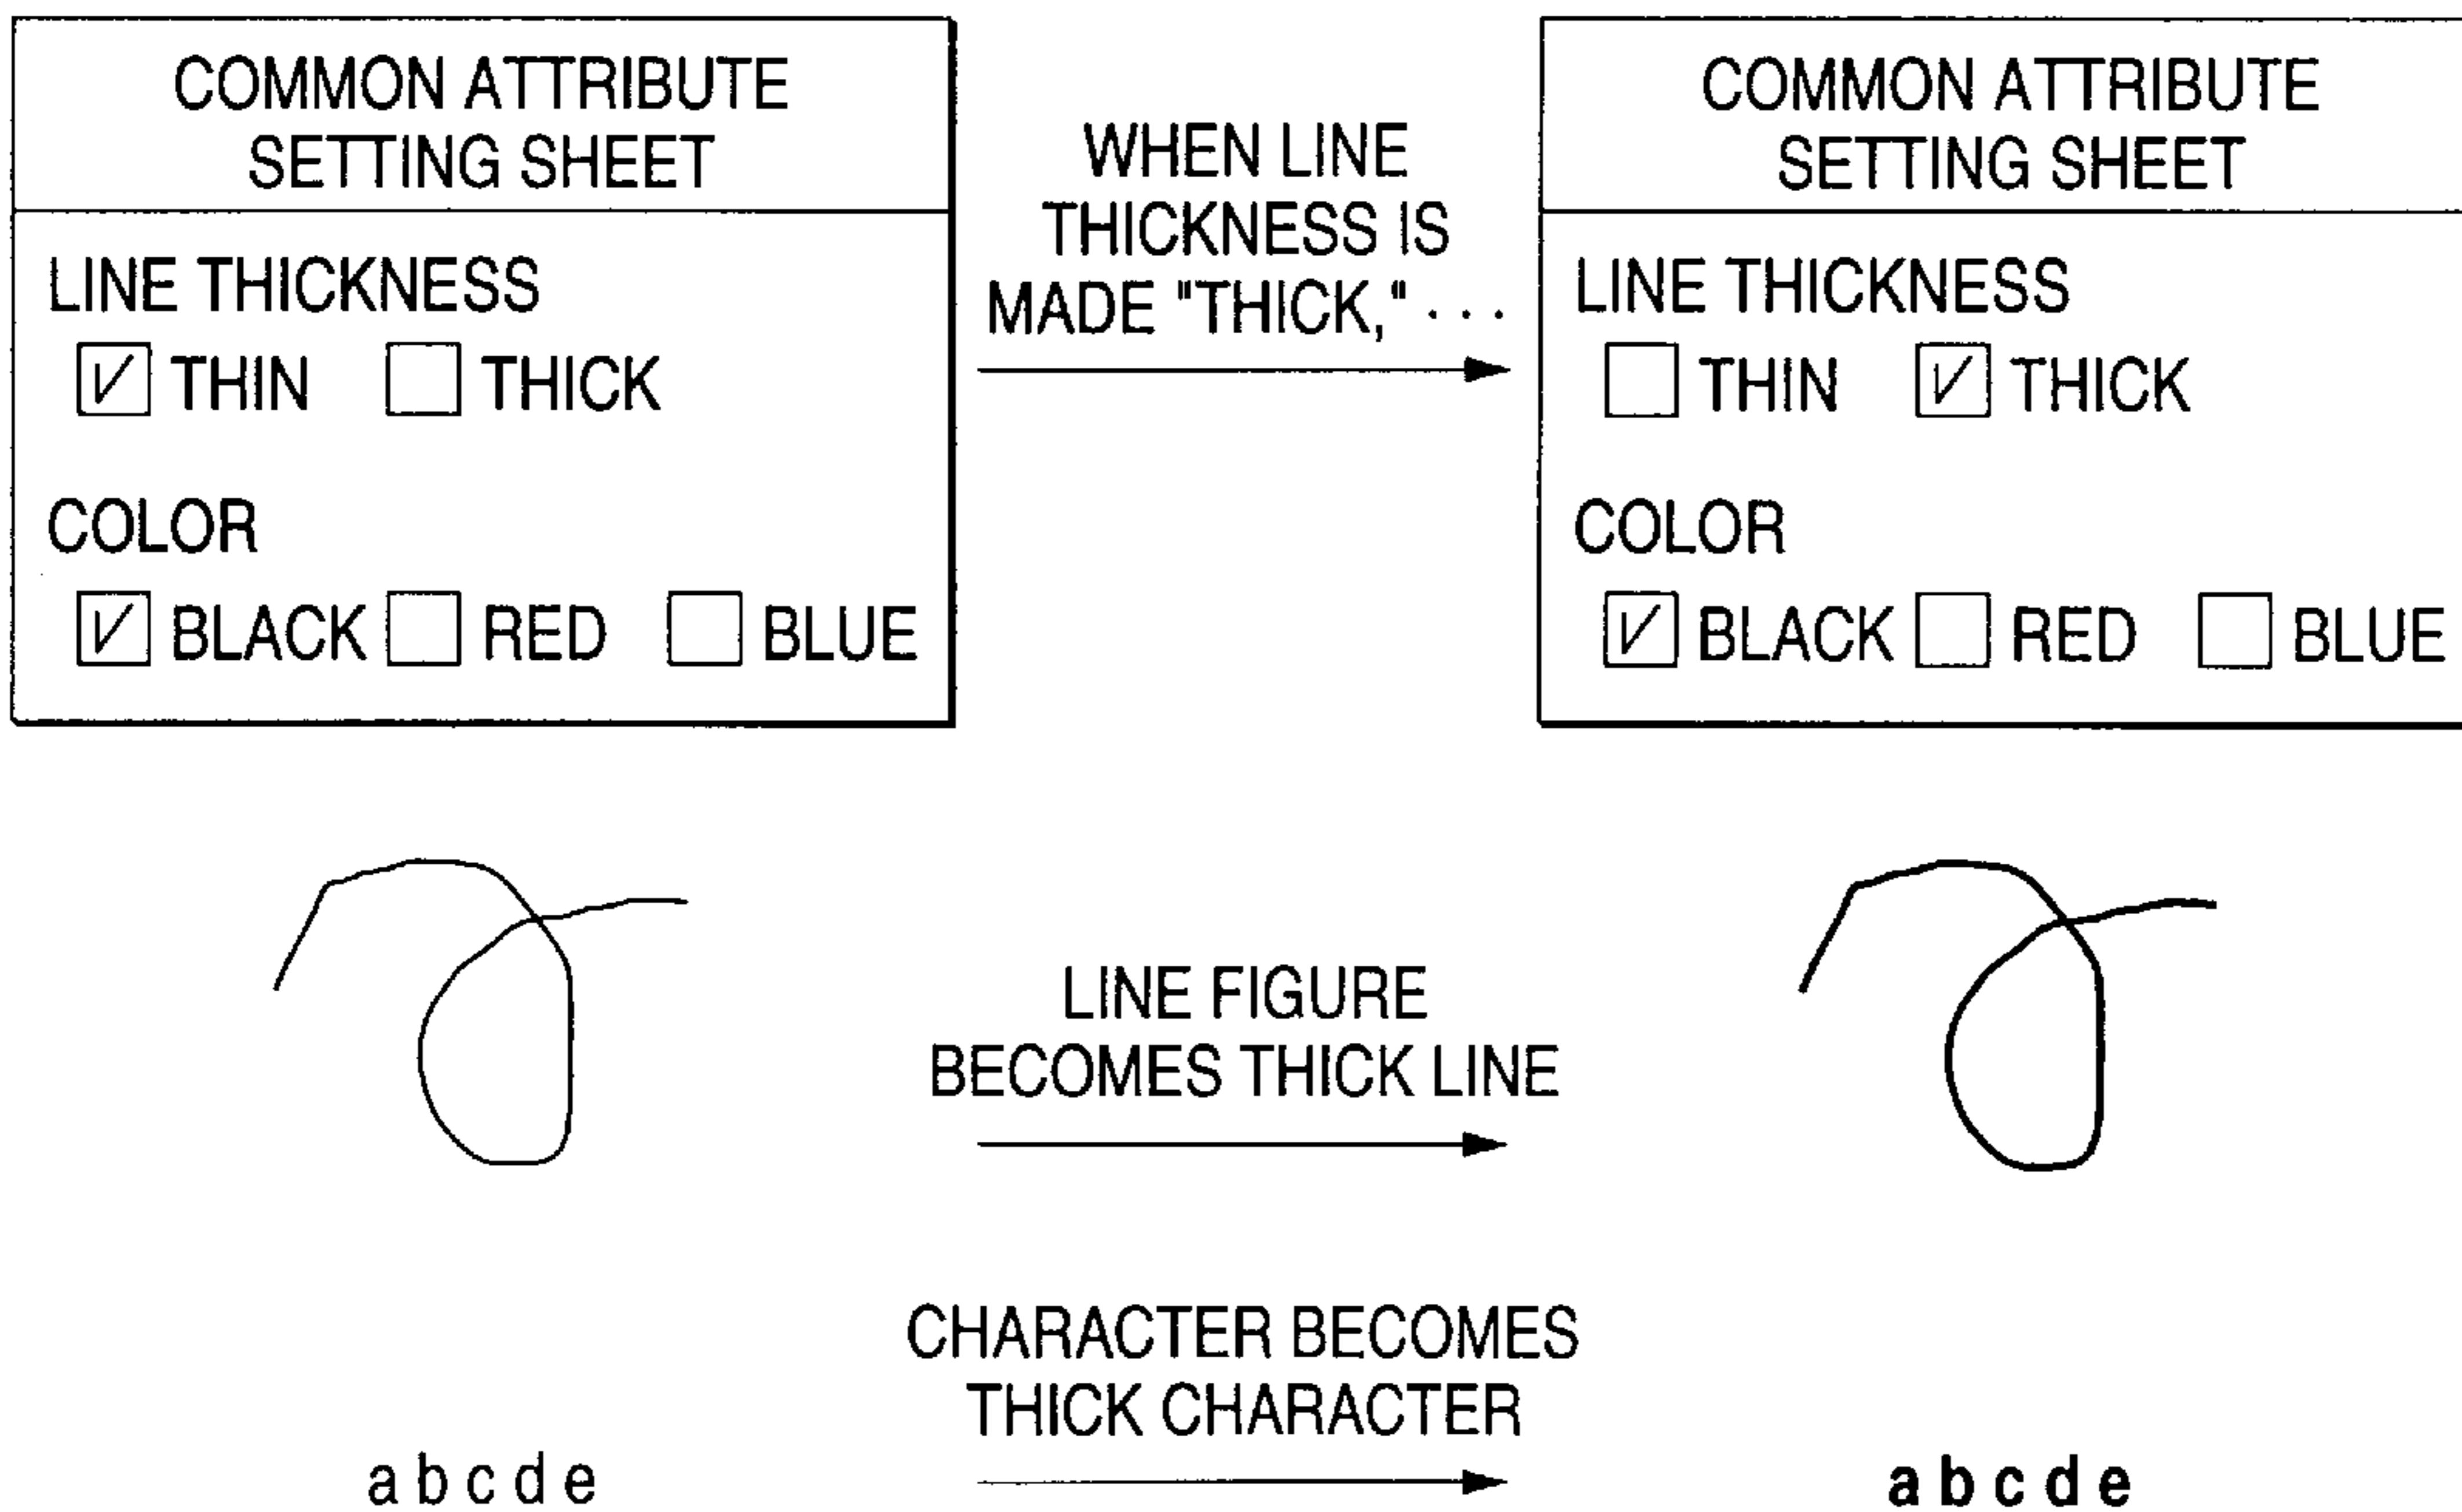 COMMON ATTRIBUTE
SETTING SHEET
LINE THICKNESS
THIN THICK
COLOR
BLACK RED BLUE
WHEN LINE
THICKNESS IS
MADE "THICK," · · ·
COMMON ATTRIBUTE
SETTING SHEET
LINE THICKNESS
THIN THICK
COLOR
BLACK RED BLUE
LINE FIGURE
BECOMES THICK LINE
CHARACTER BECOMES
THICK CHARACTER
a b c d e
a b c d e